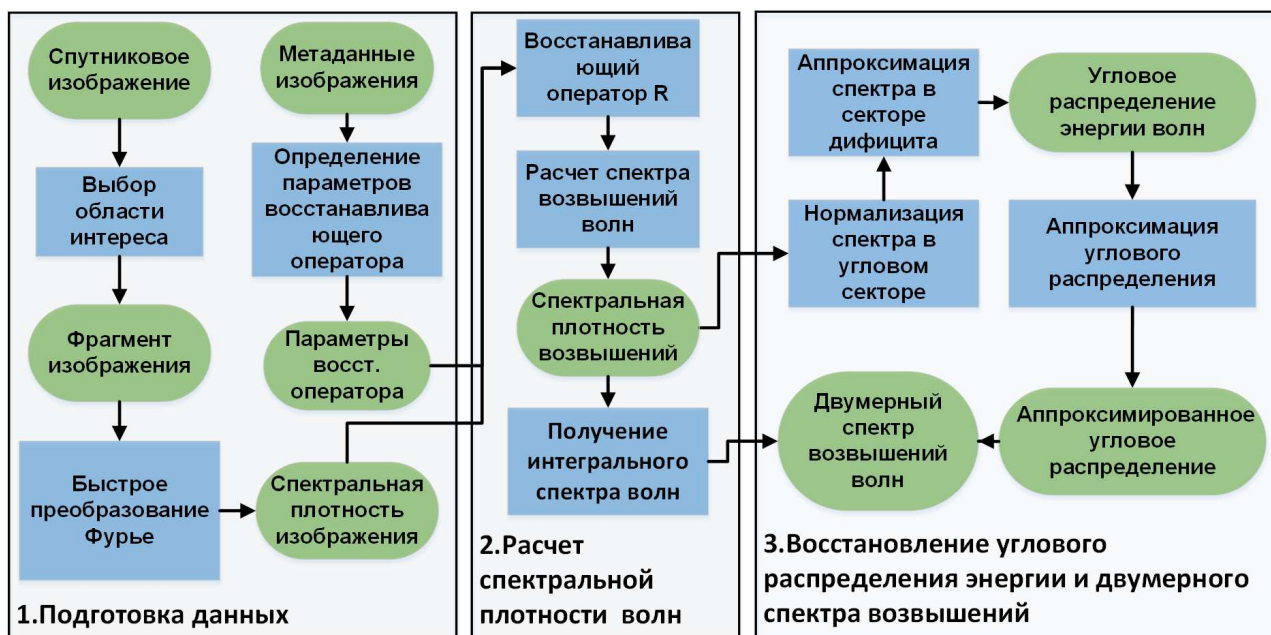 Спутниковое
изображение
Выбор
области
интереса
Фрагмент
изображения
Быстрое
преобразование
Фурье
Метаданные
изображения
Определение
параметров
восстанавлива
ющего
оператора
Параметры
восст.
оператора
Спектральная
плотность
изображения
1.Подготовка данных
Восстанавлива
ющий
оператор R
Расчет спектра
возвышений
волн
Спектральная
плотность
возвышений
Получение
интегрального
спектра волн
2.Расчет
спектральной
плотности волн
Нормализация
спектра в
угловом
секторе
Аппроксимация
спектра в
секторе
дифицита
Угловое
распределение
энергии волн
Аппроксимация
углового
распределения
Аппроксимированное
угловое
распределение
Двумерный
спектр
возвышений
волн
3.Восстановление углового
распределения энергии и двумерного
спектра возвышений